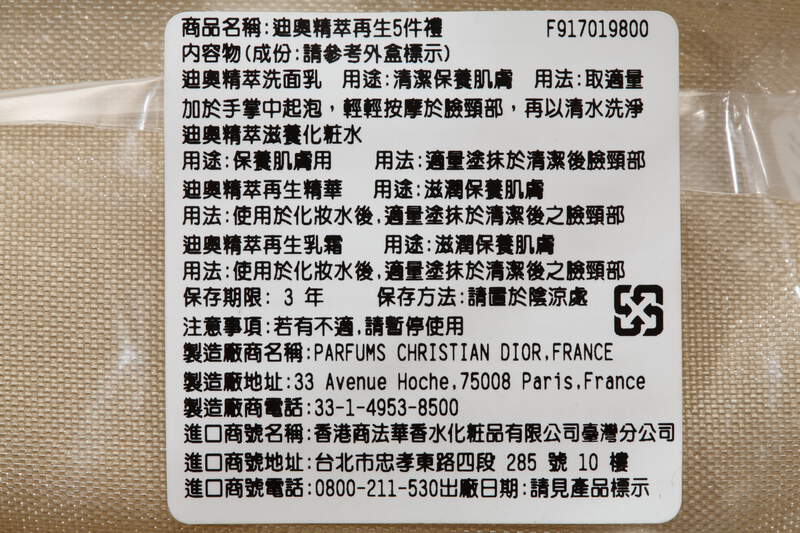 商品名稱:迪奧精萃再生5件禮 F917019800
內容物(成份:請參考外盒標示)
迪奧精萃洗面乳 用途:清潔保養肌膚 用法:取適量
加於手掌中起泡，輕輕按摩於臉頸部，再以清水洗淨
迪奧精萃滋養化粧水
用途:保養肌膚用 用法:適量塗抹於清潔後臉頸部
迪奧精萃再生精華 用途:滋潤保養肌膚
用法:使用於化妝水後,適量塗抹於清潔後之臉頸部
迪奧精萃再生乳霜 用途:滋潤保養肌膚
用法:使用於化妝水後,適量塗抹於清潔後之臉頸部
保存期限: 3 年 保存方法:請置於陰涼處
注意事項:若有不適,請暫停使用
製造廠商名稱:PARFUMS CHRISTIAN DIOR,FRANCE
製造廠地址:33 Avenue Hoche,75008 Paris,France
製造廠商電話:33-1-4953-8500
進口商號名稱:香港商法華香水化粧品有限公司臺灣分公司
進口商號地址:台北市忠孝東路四段 285 號 10 樓
進口商號電話:0800-211-530出廠日期:請見產品標示